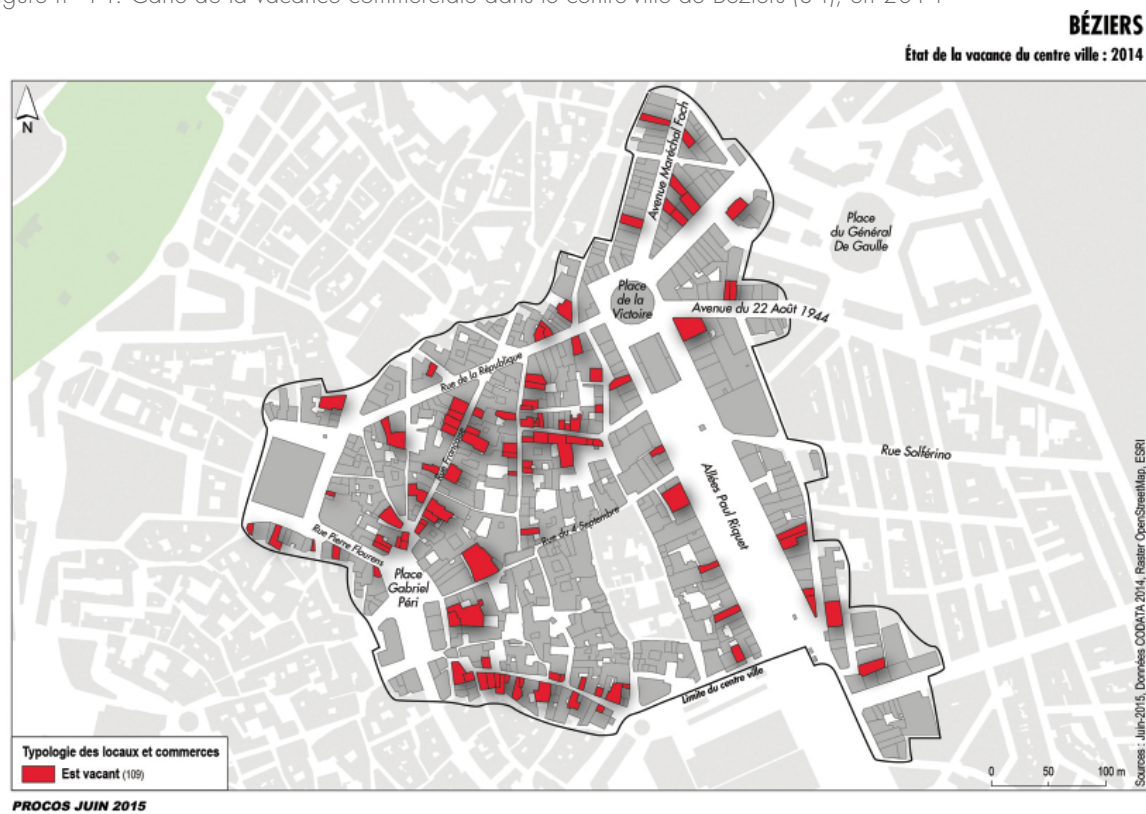 BÉZIERS
État de la vacance du centre ville : 2014
N
Avenue Maréchal Foch
Place
du Général
De Gaulle
Place
de la
Victoire
Avenue du 22 Août 1944
Rue de la République
Rue Française
Rue Solférino
Allées Paul Riquet
Rue du 4 Septembre
Rue Pierre Flourens
Place
Gabriel
Péri
Limite du centre ville
Typologie des locaux et commerces
Est vacant (109)
0 50 100 m
Sources : Juin-2015, Données CODATA 2014, Raster OpenStreetMap, ESRI
PROCOS JUIN 2015